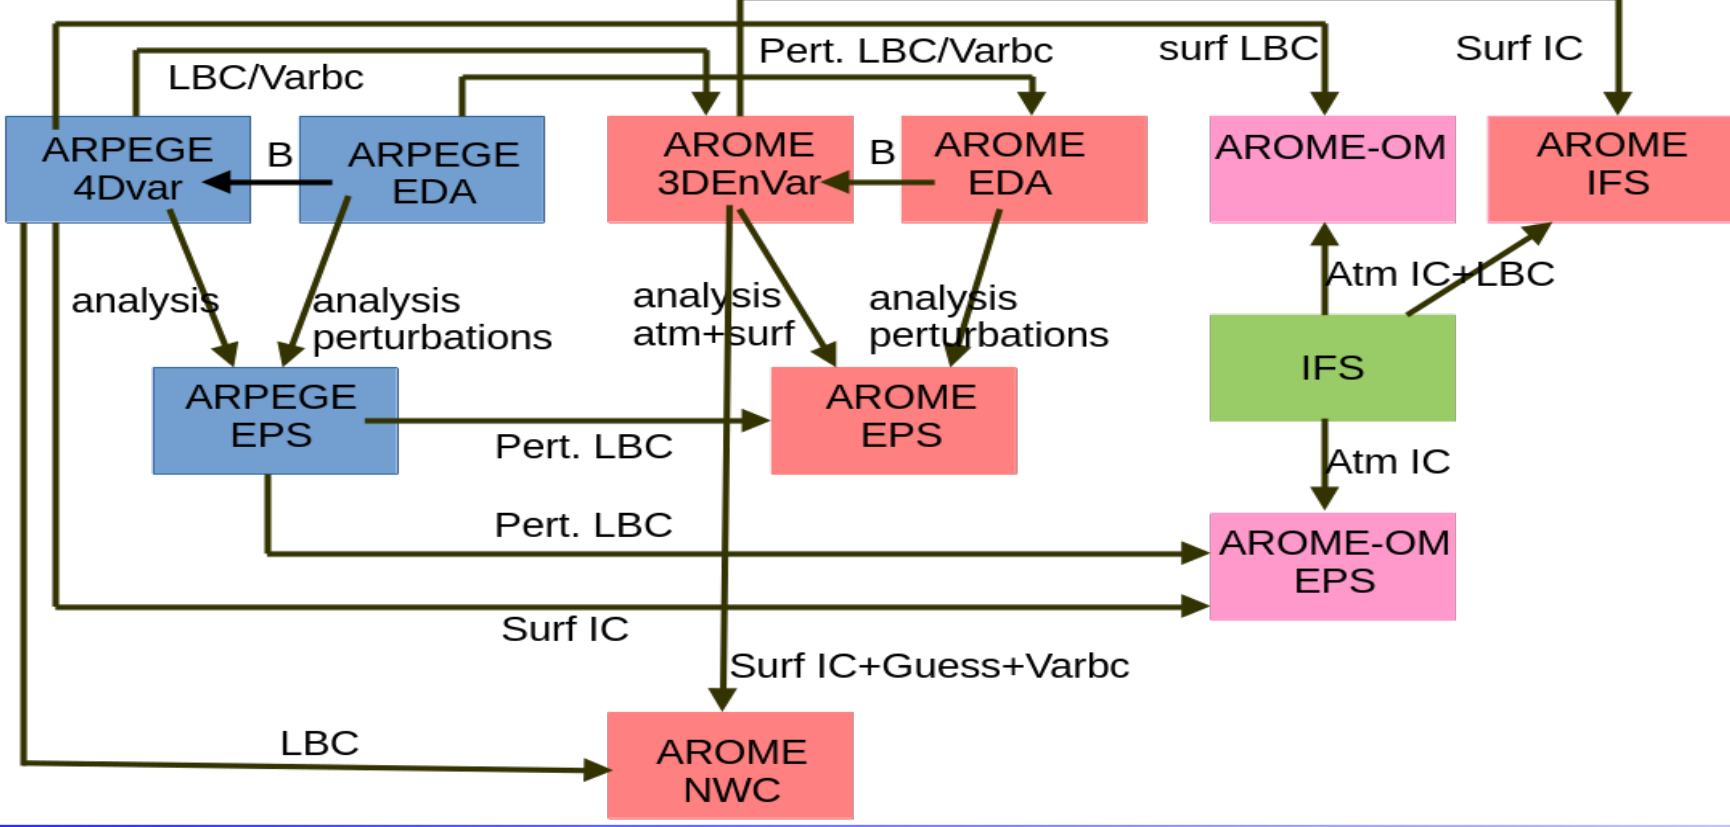 Pert. LBC/Varbc
surf LBC
Surf IC
LBC/Varbc
ARPEGE
4Dvar
B
ARPEGE
EDA
AROME
3DEnVar
B
AROME
EDA
AROME-OM
AROME
IFS
Atm IC+LBC
analysis
analysis
perturbations
analysis
atm+surf
analysis
perturbations
IFS
ARPEGE
EPS
Pert. LBC
AROME
EPS
Atm IC
Pert. LBC
AROME-OM
EPS
Surf IC
Surf IC+Guess+Varbc
LBC
AROME
NWC